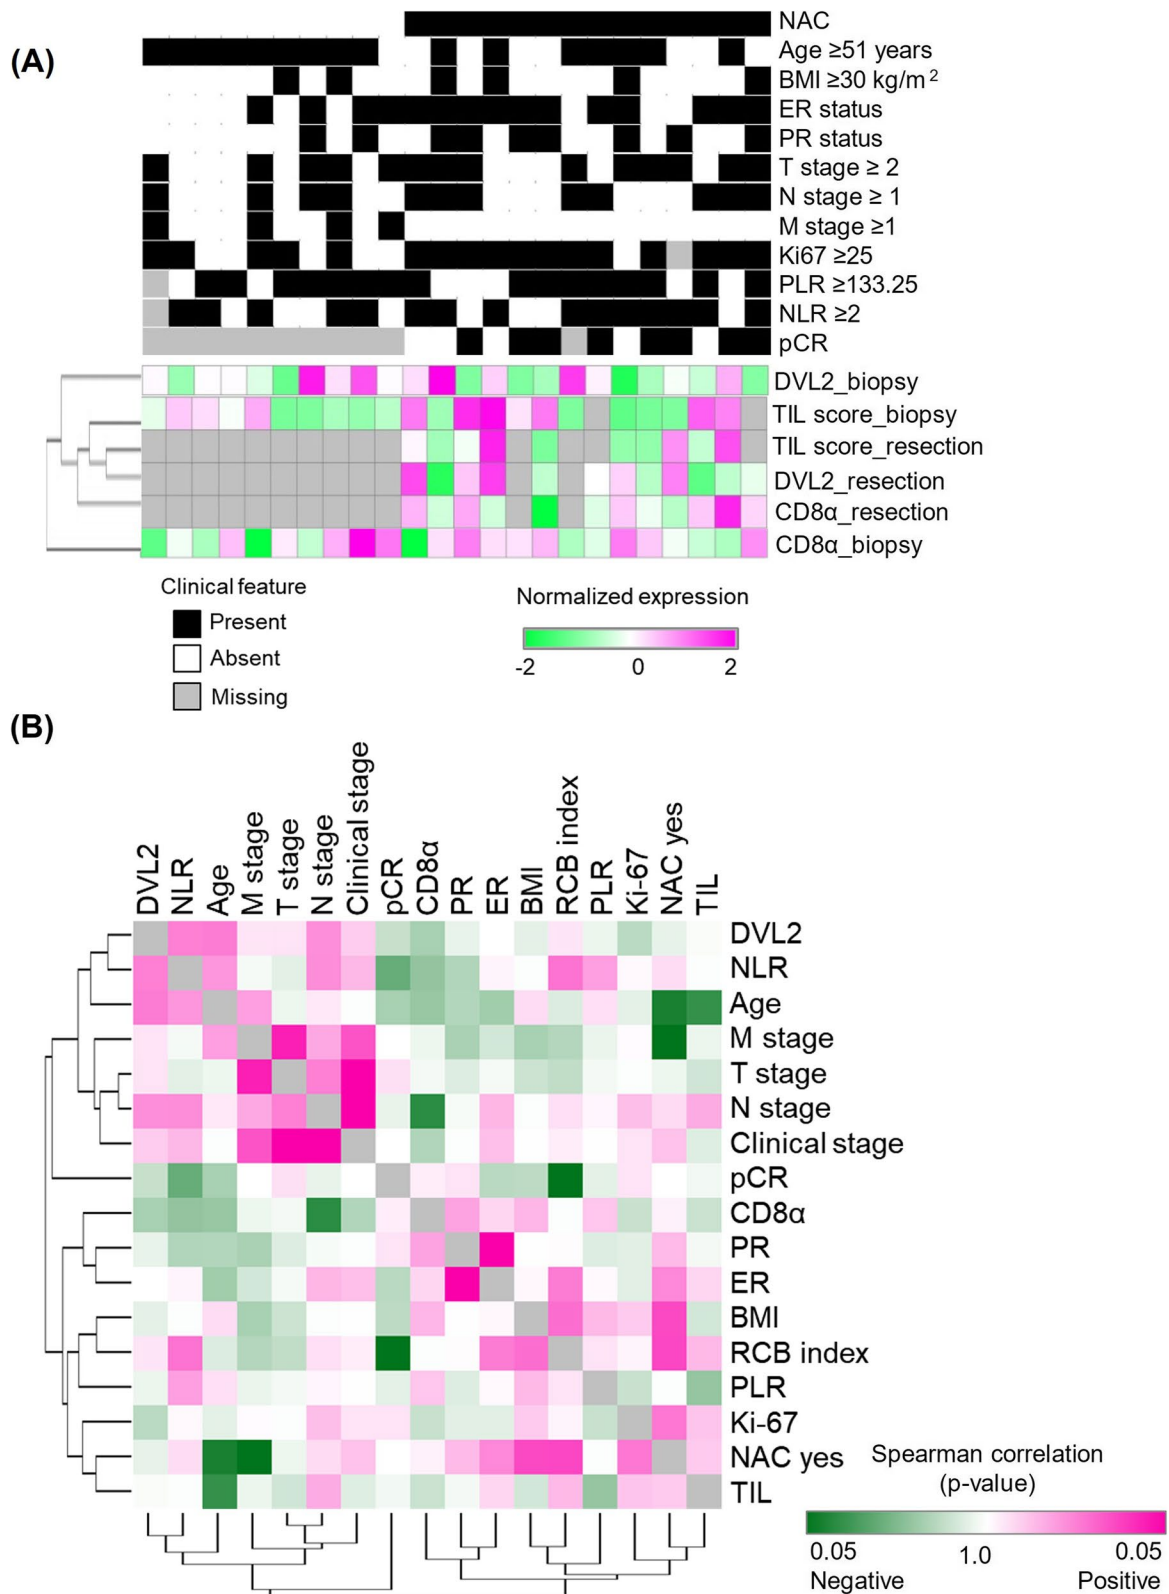 (A)
NAC
Age ≥51 years
BMI ≥30 kg/m²
ER status
PR status
T stage ≥ 2
N stage ≥ 1
M stage ≥1
Ki67 ≥25
PLR ≥133.25
NLR ≥2
pCR
DVL2_biopsy
TIL score_biopsy
TIL score_resection
DVL2_resection
CD8α_resection
CD8α_biopsy
Clinical feature
Present
Absent
Missing
Normalized expression
-2 0 2
(B)
DVL2 NLR Age M stage T stage N stage Clinical stage pCR CD8α PR ER BMI RCB index PLR Ki-67 NAC yes TIL
DVL2
NLR
Age
M stage
T stage
N stage
Clinical stage
pCR
CD8α
PR
ER
BMI
RCB index
PLR
Ki-67
NAC yes
TIL
Spearman correlation
(p-value)
0.05 1.0 0.05
Negative Positive